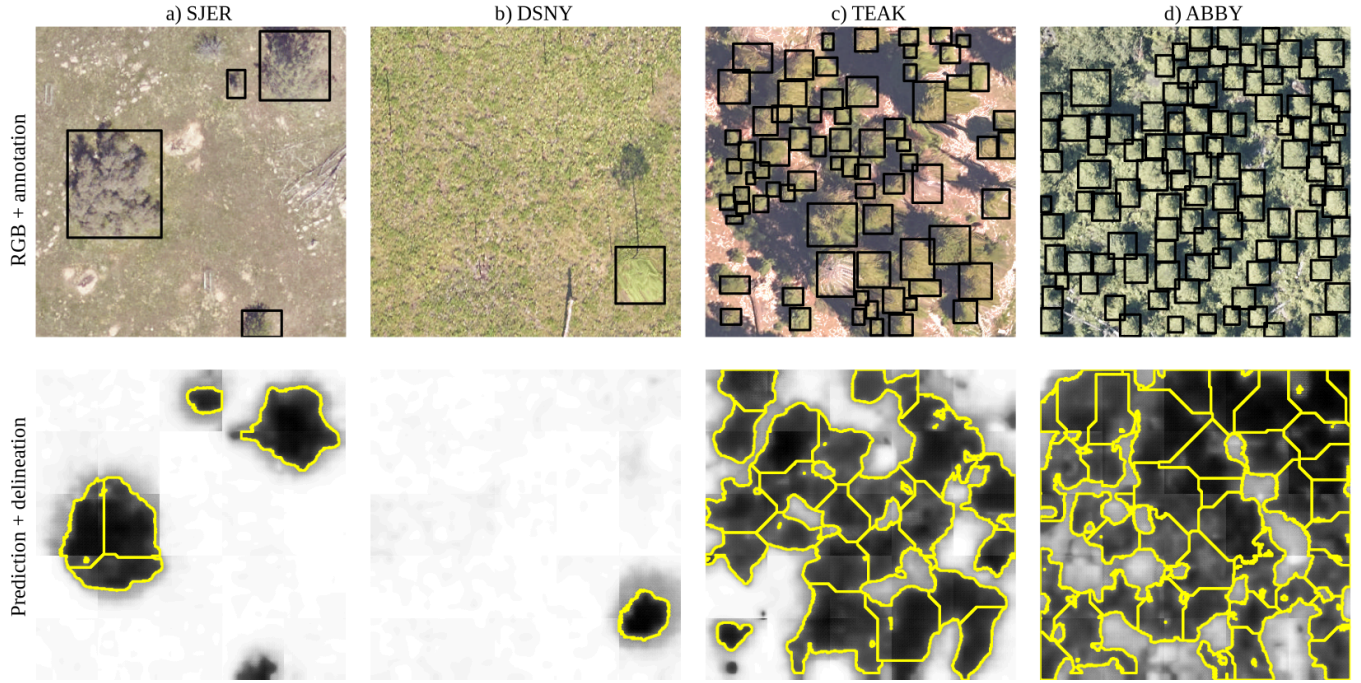 a) SJER
b) DSNY
c) TEAK
d) ABBY
RGB + annotation
Prediction + delineation